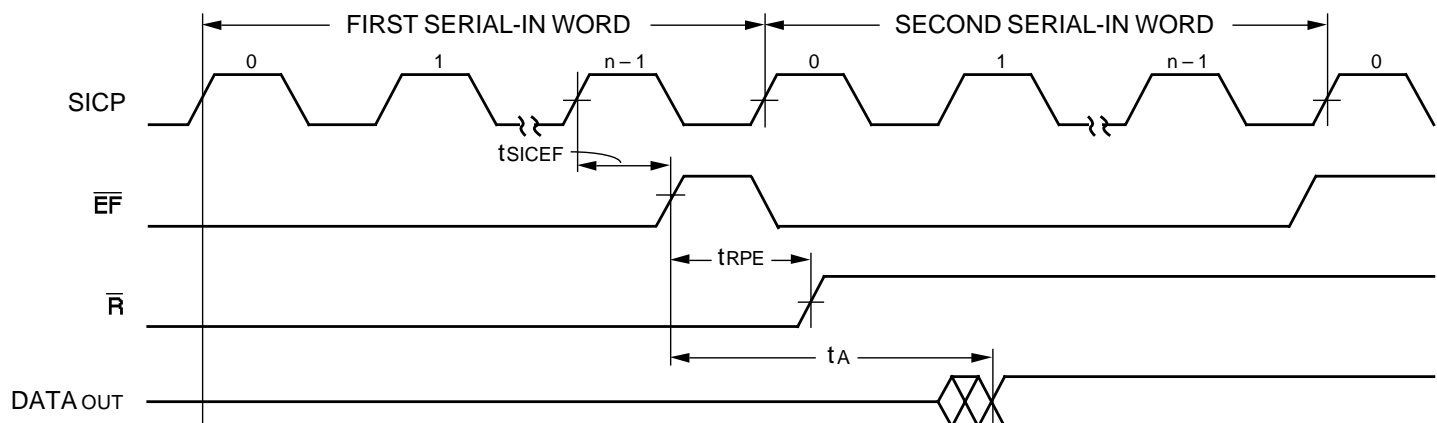 FIRST SERIAL-IN WORD SECOND SERIAL-IN WORD
0 1 n – 1 0 1 n – 1 0
SICP
tSICEF
E̅F̅
tRPE
R̅
tA
DATA OUT